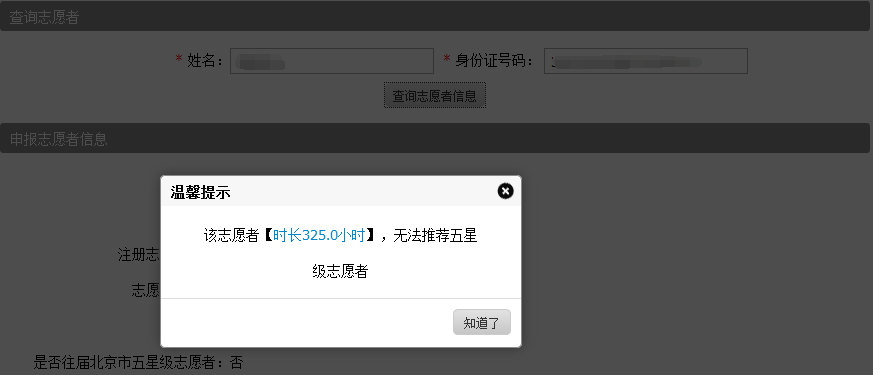 查询志愿者
* 姓名： * 身份证号码：
查询志愿者信息
申报志愿者信息
温馨提示
该志愿者【时长325.0小时】，无法推荐五星
级志愿者
注册志
志愿
知道了
是否往届北京市五星级志愿者：否